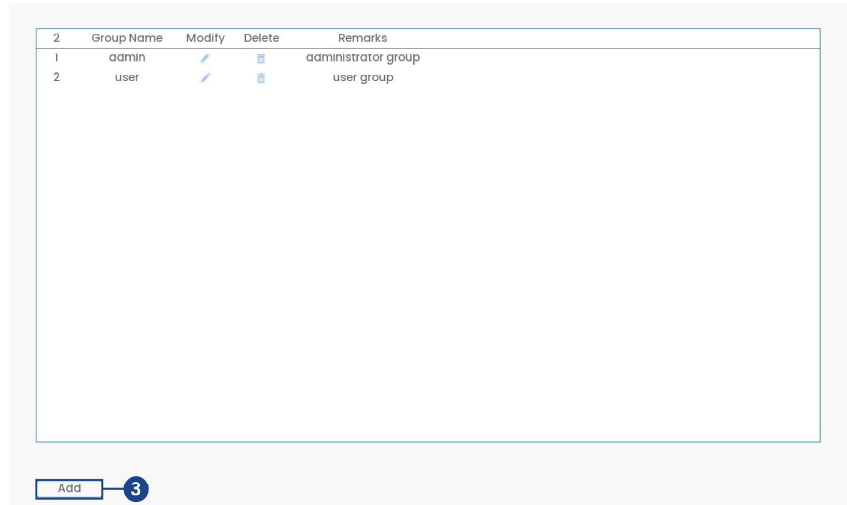 2 Group Name Modify Delete Remarks
1 admin administrator group
2 user user group
Add 3